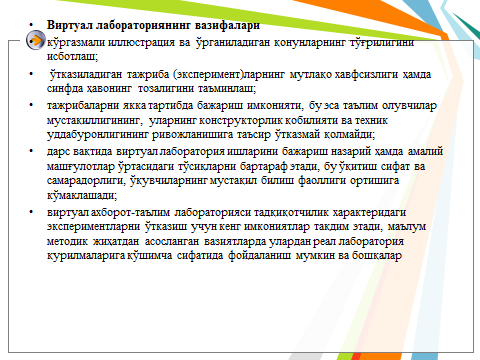 • Виртуал лабораториянинг вазифалари
• кўргазмали иллюстрация ва ўрганиладиган қонунларнинг тўғрилигини
исботлаш;
• ўтказиладиган тажриба (эксперимент)ларнинг мутлақо хавфсизлиги ҳамда
синфда ҳавонинг тозалигини таъминлаш;
• тажрибаларни якка тартибда бажариш имконияти, бу эса таълим олувчилар
мустақиллигининг, уларнинг конструкторлик қобилияти ва техник
уддабуронлигининг ривожланишига таъсир ўтказмай қолмайди;
• дарс вақтида виртуал лаборатория ишларини бажариш назарий ҳамда амалий
машғулотлар ўртасидаги тўсиқларни бартараф этади, бу ўқитиш сифат ва
самарадорлиги, ўқувчиларнинг мустақил билиш фаоллиги ортишига
кўмаклашади;
• виртуал ахборот-таълим лабораторияси тадқиқотчилик характеридаги
экспериментларни ўтказиш учун кенг имкониятлар тақдим этади, маълум
методик жиҳатдан асосланган вазиятларда улардан реал лаборатория
қурилмаларига қўшимча сифатида фойдаланиш мумкин ва бошқалар